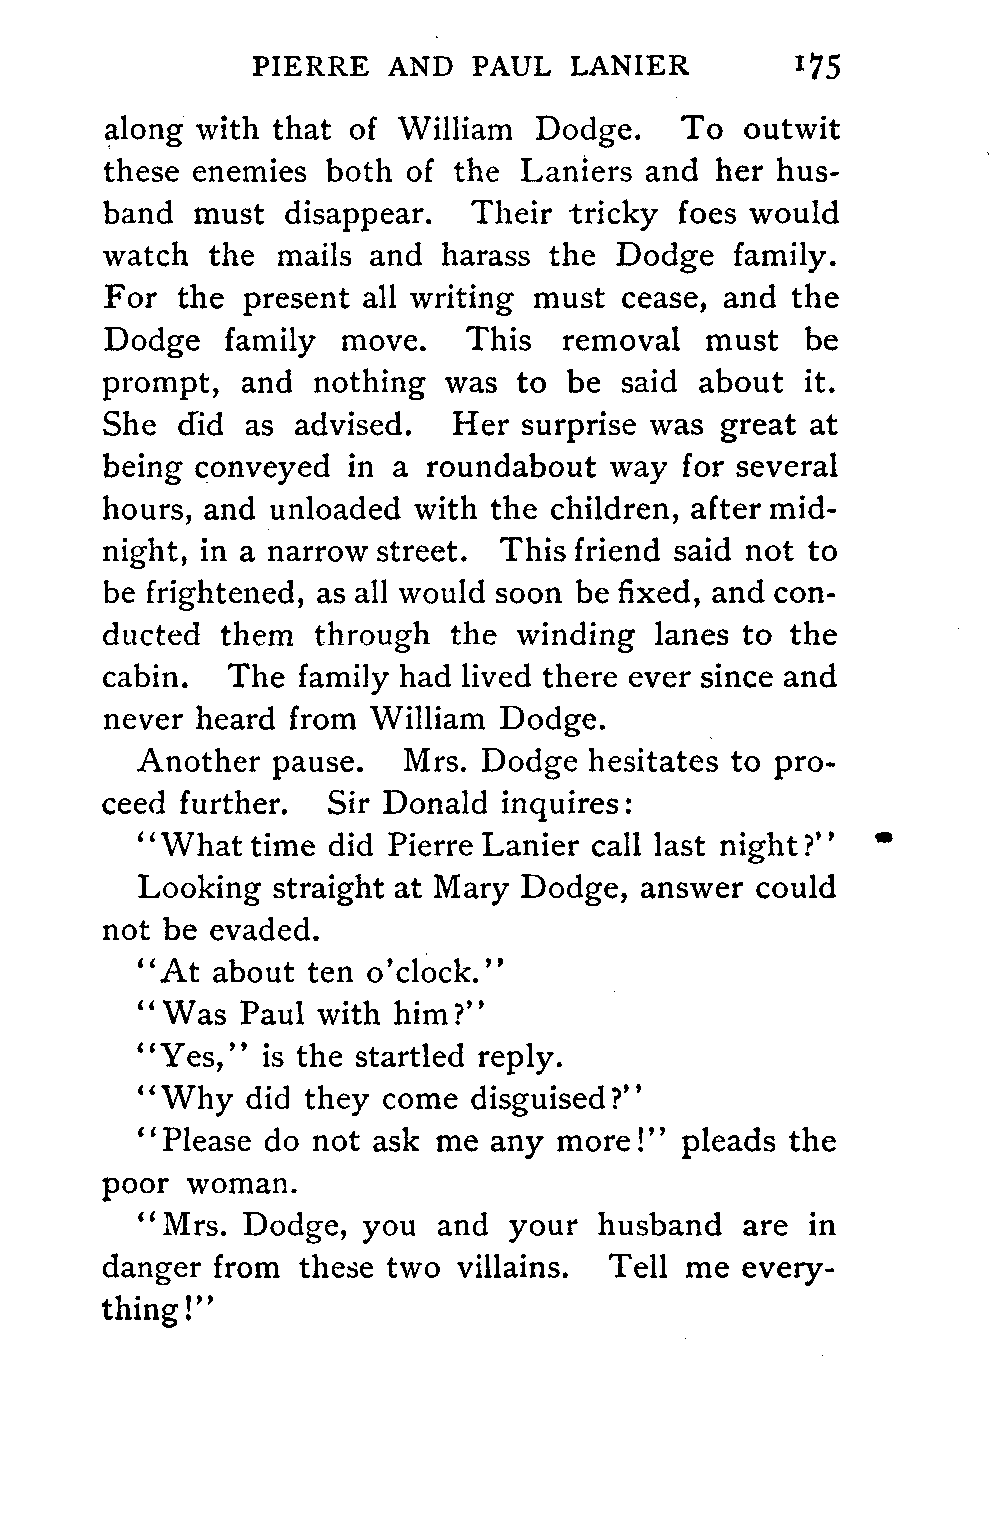 PIERRE AND PAUL LANIER 175
along with that of William Dodge. To outwit
these enemies both of the Laniers and her hus-
band must disappear. Their tricky foes would
watch the mails and harass the Dodge family.
For the present all writing must cease, and the
Dodge family move. This removal must be
prompt, and nothing was to be said about it.
She did as advised. Her surprise was great at
being conveyed in a roundabout way for several
hours, and unloaded with the children, after mid-
night, in a narrow street. This friend said not to
be frightened, as all would soon be fixed, and con-
ducted them through the winding lanes to the
cabin. The family had lived there ever since and
never heard from William Dodge.
Another pause. Mrs. Dodge hesitates to pro-
ceed further. Sir Donald inquires:
"What time did Pierre Lanier call last night?"
Looking straight at Mary Dodge, answer could
not be evaded.
"At about ten o'clock."
"Was Paul with him?"
"Yes," is the startled reply.
"Why did they come disguised?"
"Please do not ask me any more!" pleads the
poor woman.
"Mrs. Dodge, you and your husband are in
danger from these two villains. Tell me every-
thing!"